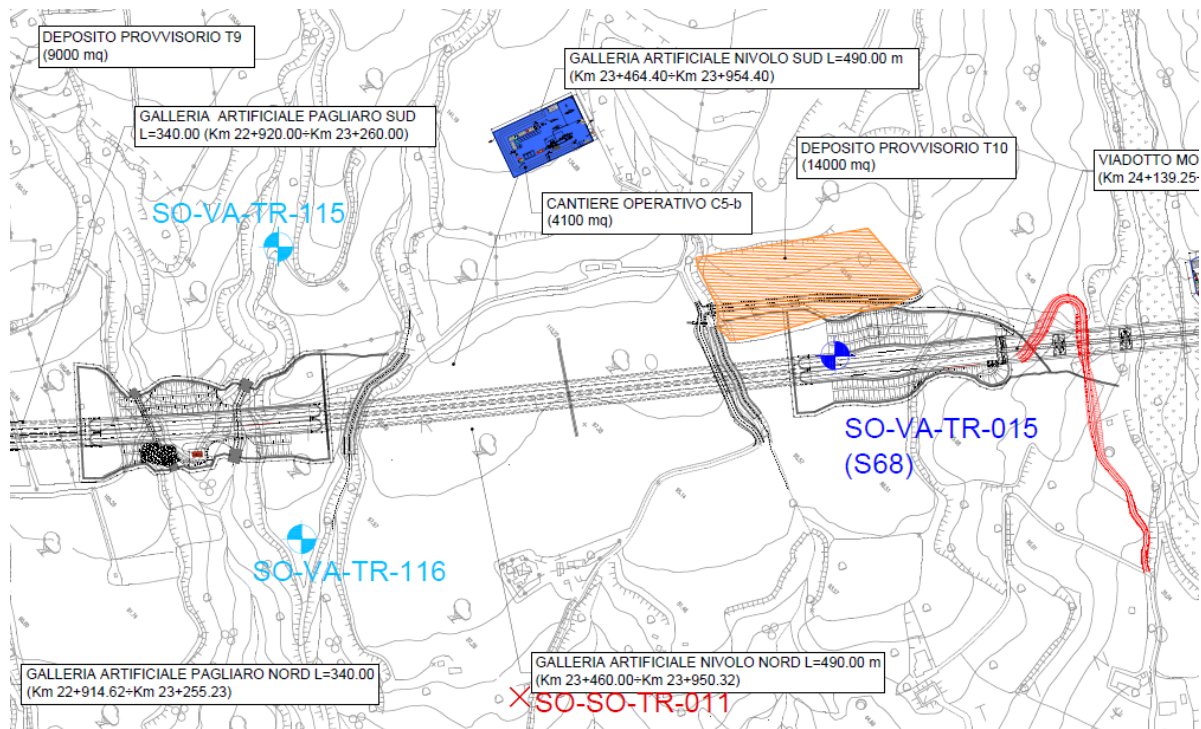 DEPOSITO PROVVISORIO T9
(9000 mq)
GALLERIA ARTIFICIALE NIVOLO SUD L=490.00 m
(Km 23+464.40÷Km 23+954.40)
GALLERIA ARTIFICIALE PAGLIARO SUD
L=340.00 (Km 22+920.00÷Km 23+260.00)
DEPOSITO PROVVISORIO T10
(14000 mq)
VIADOTTO MO
(Km 24+139.25-
CANTIERE OPERATIVO C5-b
(4100 mq)
SO-VA-TR-115
SO-VA-TR-015
(S68)
SO-VA-TR-116
GALLERIA ARTIFICIALE PAGLIARO NORD L=340.00
(Km 22+914.62÷Km 23+255.23)
GALLERIA ARTIFICIALE NIVOLO NORD L=490.00 m
(Km 23+460.00÷Km 23+950.32)
SO-SO-TR-011